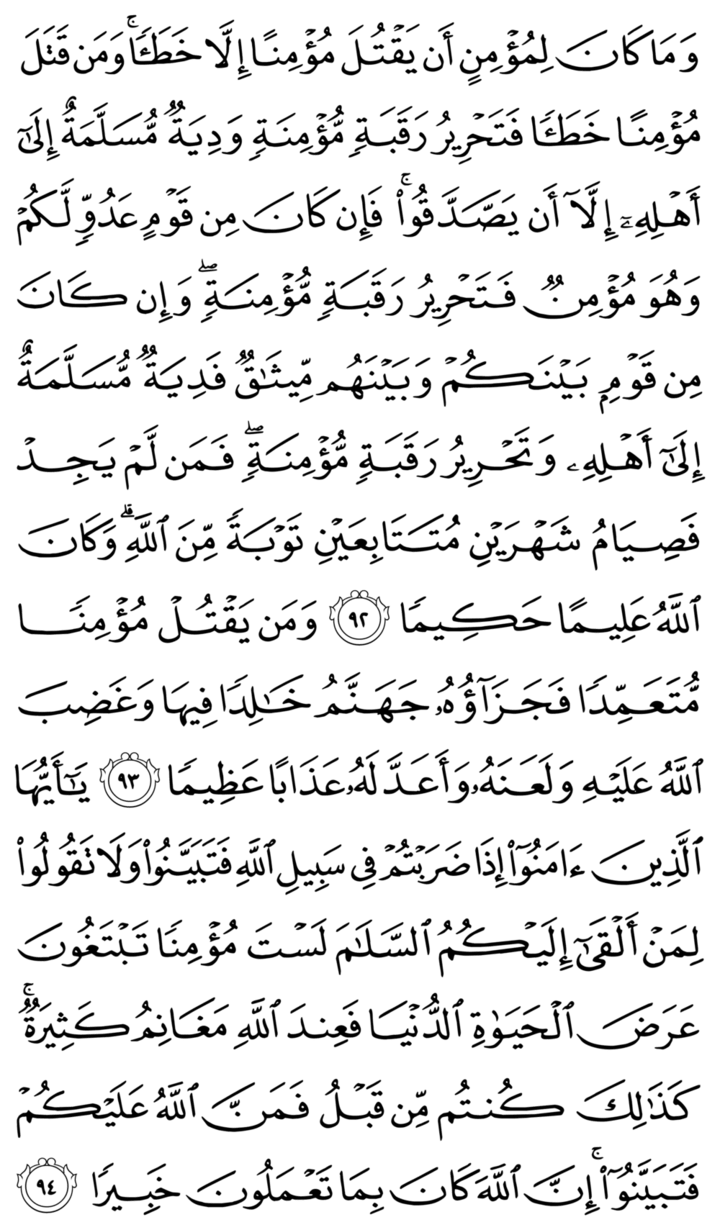 وَمَا كَانَ لِمُؤْمِنٍ أَن يَقْتُلَ مُؤْمِنًا إِلَّا خَطَـًٔا ۚ وَمَن قَتَلَ
مُؤْمِنًا خَطَـًٔا فَتَحْرِيرُ رَقَبَةٍ مُّؤْمِنَةٍ وَدِيَةٌ مُّسَلَّمَةٌ إِلَىٰٓ
أَهْلِهِۦٓ إِلَّآ أَن يَصَّدَّقُوا۟ ۚ فَإِن كَانَ مِن قَوْمٍ عَدُوٍّ لَّكُمْ
وَهُوَ مُؤْمِنٌ فَتَحْرِيرُ رَقَبَةٍ مُّؤْمِنَةٍ ۖ وَإِن كَانَ
مِن قَوْمٍۭ بَيْنَكُمْ وَبَيْنَهُم مِّيثَـٰقٌ فَدِيَةٌ مُّسَلَّمَةٌ
إِلَىٰٓ أَهْلِهِۦ وَتَحْرِيرُ رَقَبَةٍ مُّؤْمِنَةٍ ۖ فَمَن لَّمْ يَجِدْ
فَصِيَامُ شَهْرَيْنِ مُتَتَابِعَيْنِ تَوْبَةً مِّنَ ٱللَّهِ ۗ وَكَانَ
ٱللَّهُ عَلِيمًا حَكِيمًا ٩٢ وَمَن يَقْتُلْ مُؤْمِنًا
مُّتَعَمِّدًا فَجَزَآؤُهُۥ جَهَنَّمُ خَـٰلِدًا فِيهَا وَغَضِبَ
ٱللَّهُ عَلَيْهِ وَلَعَنَهُۥ وَأَعَدَّ لَهُۥ عَذَابًا عَظِيمًا ٩٣ يَـٰٓأَيُّهَا
ٱلَّذِينَ ءَامَنُوٓا۟ إِذَا ضَرَبْتُمْ فِى سَبِيلِ ٱللَّهِ فَتَبَيَّنُوا۟ وَلَا تَقُولُوا۟
لِمَنْ أَلْقَىٰٓ إِلَيْكُمُ ٱلسَّلَـٰمَ لَسْتَ مُؤْمِنًا تَبْتَغُونَ
عَرَضَ ٱلْحَيَوٰةِ ٱلدُّنْيَا فَعِندَ ٱللَّهِ مَغَانِمُ كَثِيرَةٌ ۚ
كَذَٰلِكَ كُنتُم مِّن قَبْلُ فَمَنَّ ٱللَّهُ عَلَيْكُمْ
فَتَبَيَّنُوٓا۟ ۚ إِنَّ ٱللَّهَ كَانَ بِمَا تَعْمَلُونَ خَبِيرًا ٩٤